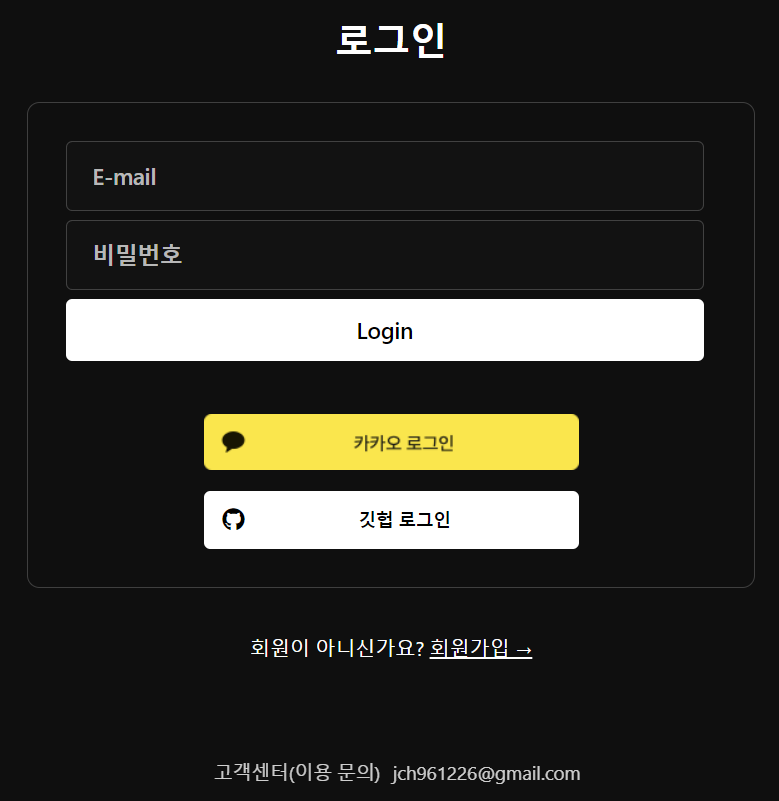 로그인
E-mail
비밀번호
Login
카카오 로그인
깃헙 로그인
회원이 아니신가요? 회원가입 →
고객센터(이용 문의) jch961226@gmail.com